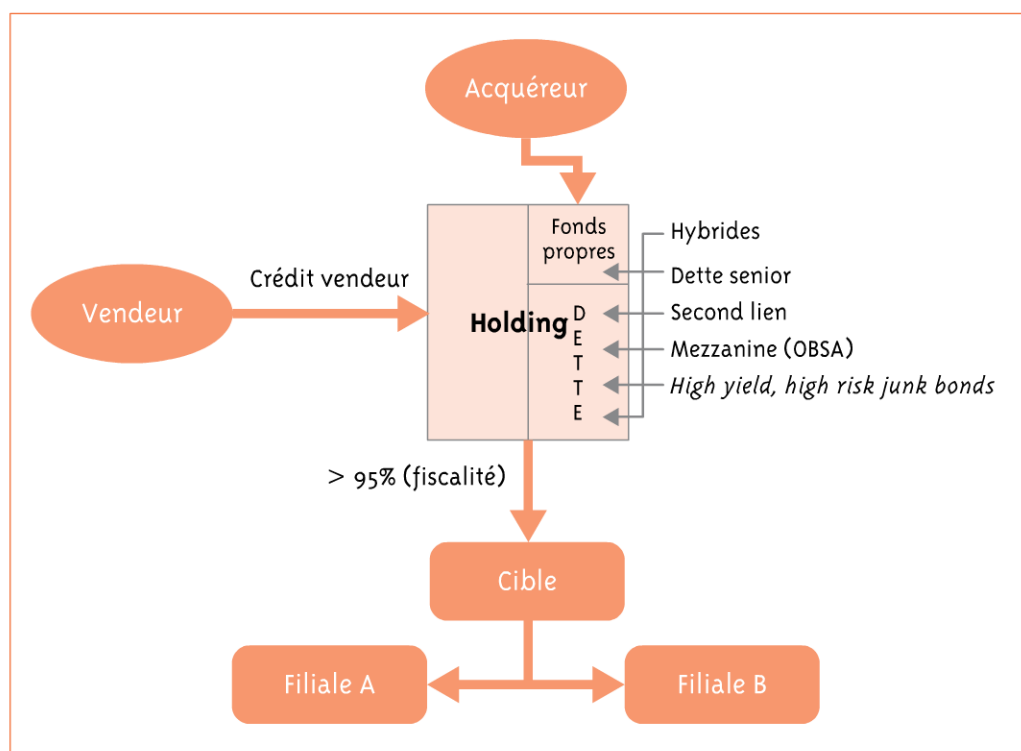 Acquéreur
Fonds
propres
Hybrides
Dette senior
Crédit vendeur
Vendeur
Holding
D
E
T
T
E
Second lien
Mezzanine (OBSA)
High yield, high risk junk bonds
> 95% (fiscalité)
Cible
Filiale A
Filiale B